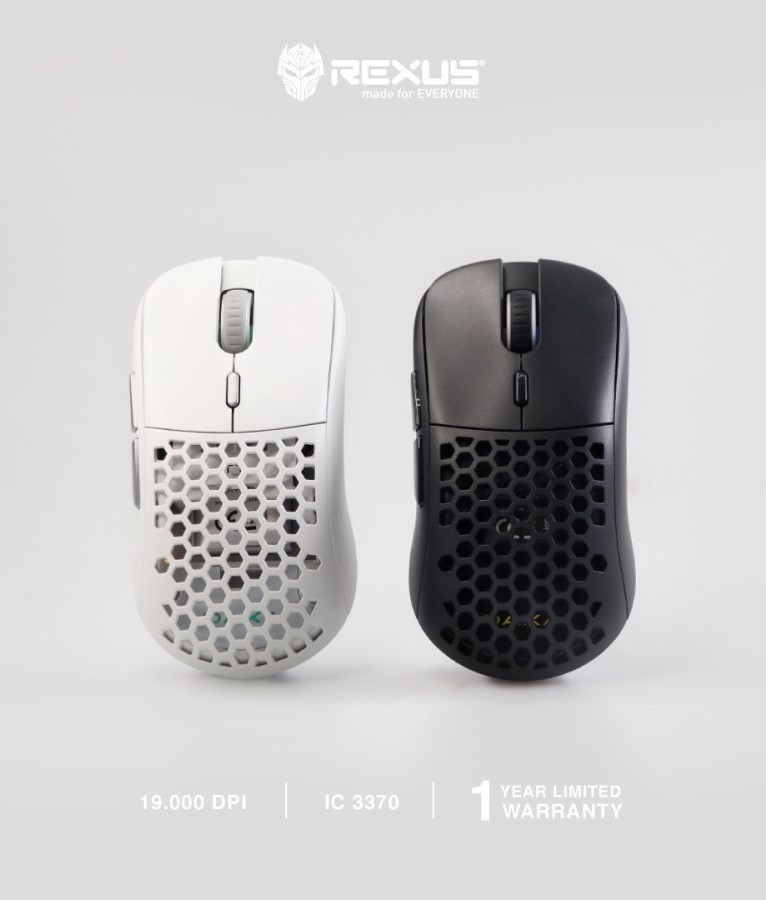 REXUS®
made for EVERYONE
19.000 DPI
IC 3370
1 YEAR LIMITED
WARRANTY